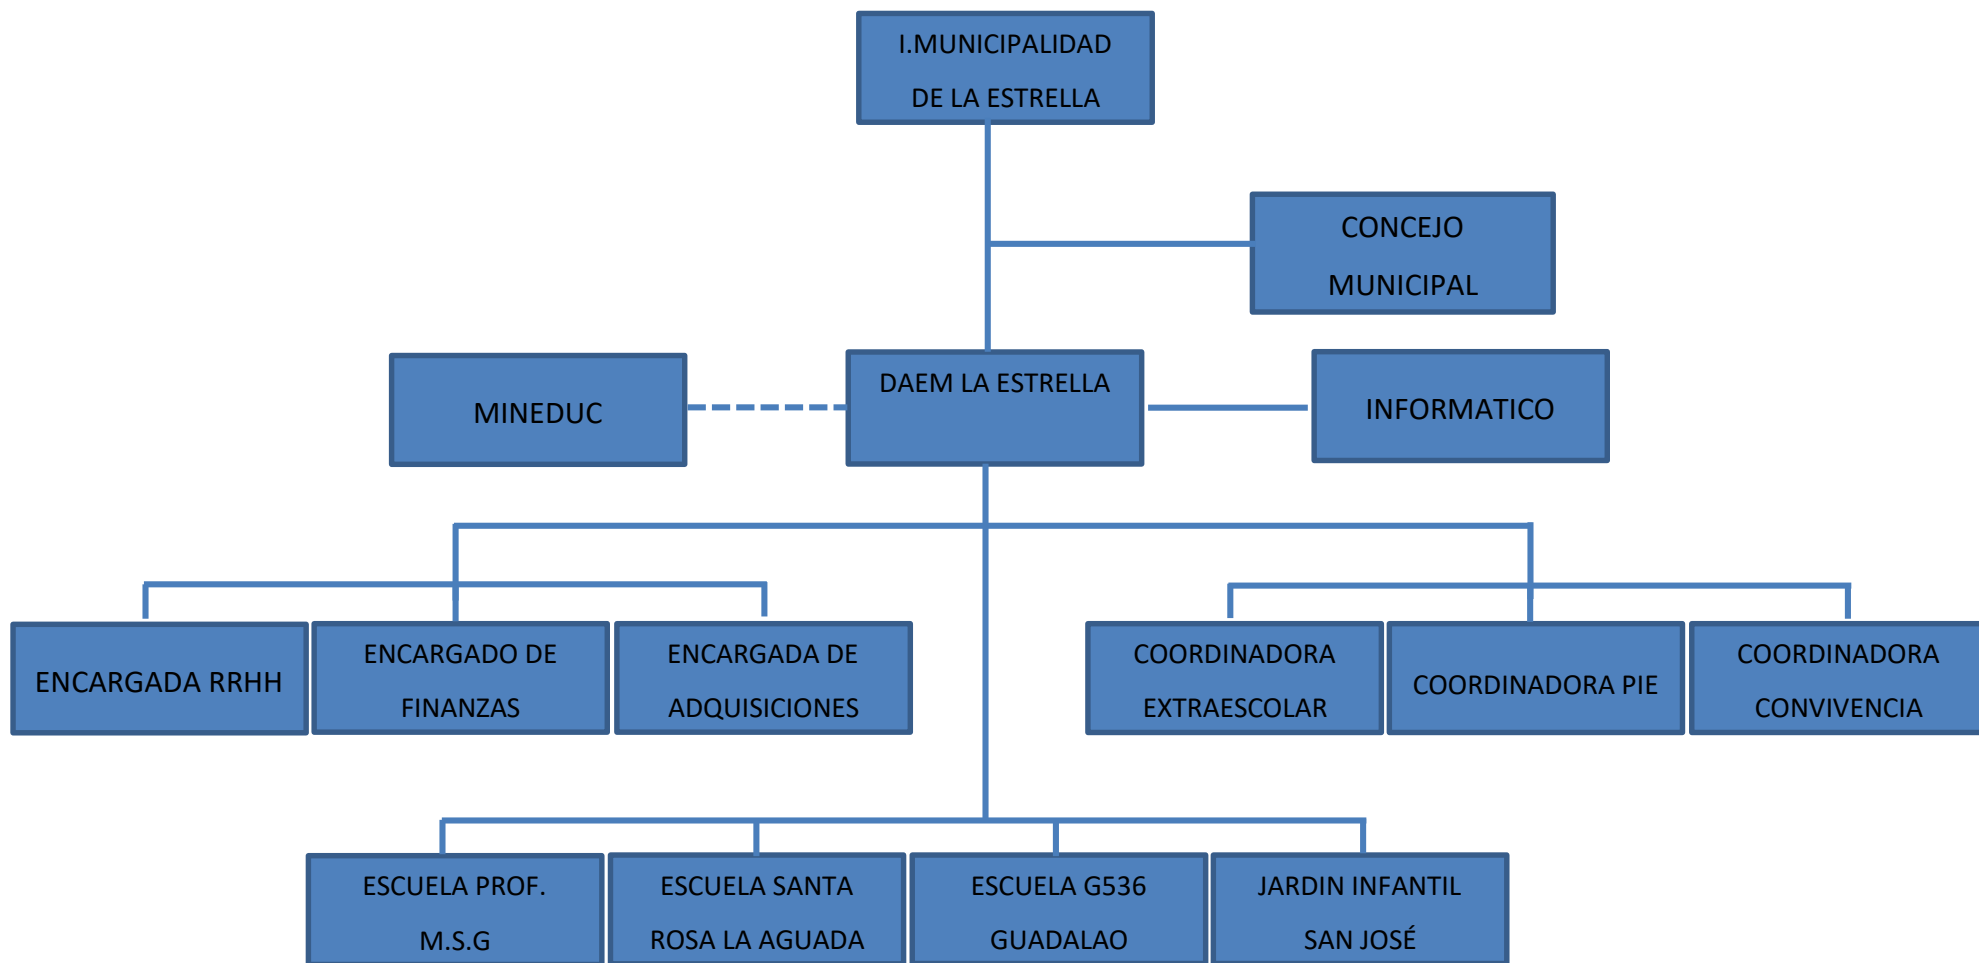 I.MUNICIPALIDAD
DE LA ESTRELLA
CONCEJO
MUNICIPAL
MINEDUC
DAEM LA ESTRELLA
INFORMATICO
ENCARGADA RRHH
ENCARGADO DE
FINANZAS
ENCARGADA DE
ADQUISICIONES
COORDINADORA
EXTRAESCOLAR
COORDINADORA PIE
COORDINADORA
CONVIVENCIA
ESCUELA PROF.
M.S.G
ESCUELA SANTA
ROSA LA AGUADA
ESCUELA G536
GUADALAO
JARDIN INFANTIL
SAN JOSÉ